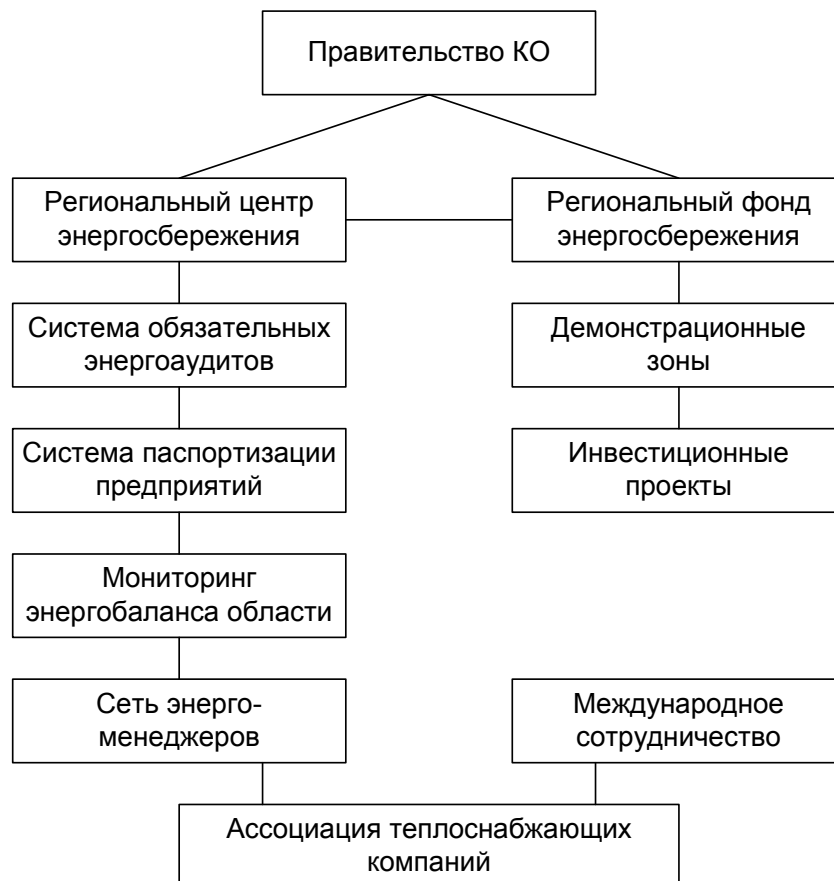 Правительство КО
Региональный центр
энергосбережения
Региональный фонд
энергосбережения
Система обязательных
энергоаудитов
Демонстрационные
зоны
Система паспортизации
предприятий
Инвестиционные
проекты
Мониторинг
энергобаланса области
Сеть энерго-
менеджеров
Международное
сотрудничество
Ассоциация теплоснабжающих
компаний